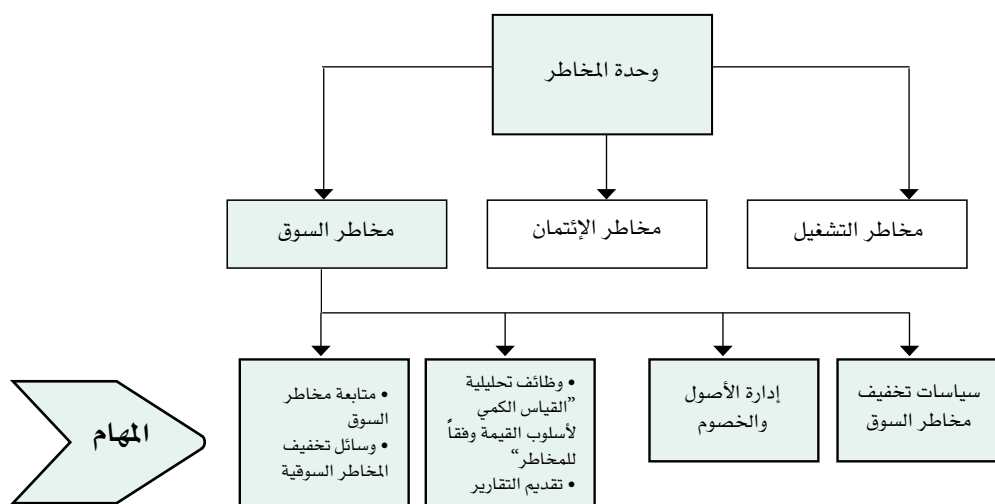 وحدة المخاطر
مخاطر التشغيل
مخاطر الإئتمان
مخاطر السوق
سياسات تخفيف
مخاطر السوق
إدارة الأصول
والخصوم
• وظائف تحليلية
“القياس الكمي
لأسلوب القيمة وفقاً
للمخاطر”
• تقديم التقارير
• متابعة مخاطر
السوق
• وسائل تخفيف
المخاطر السوقية
المهام